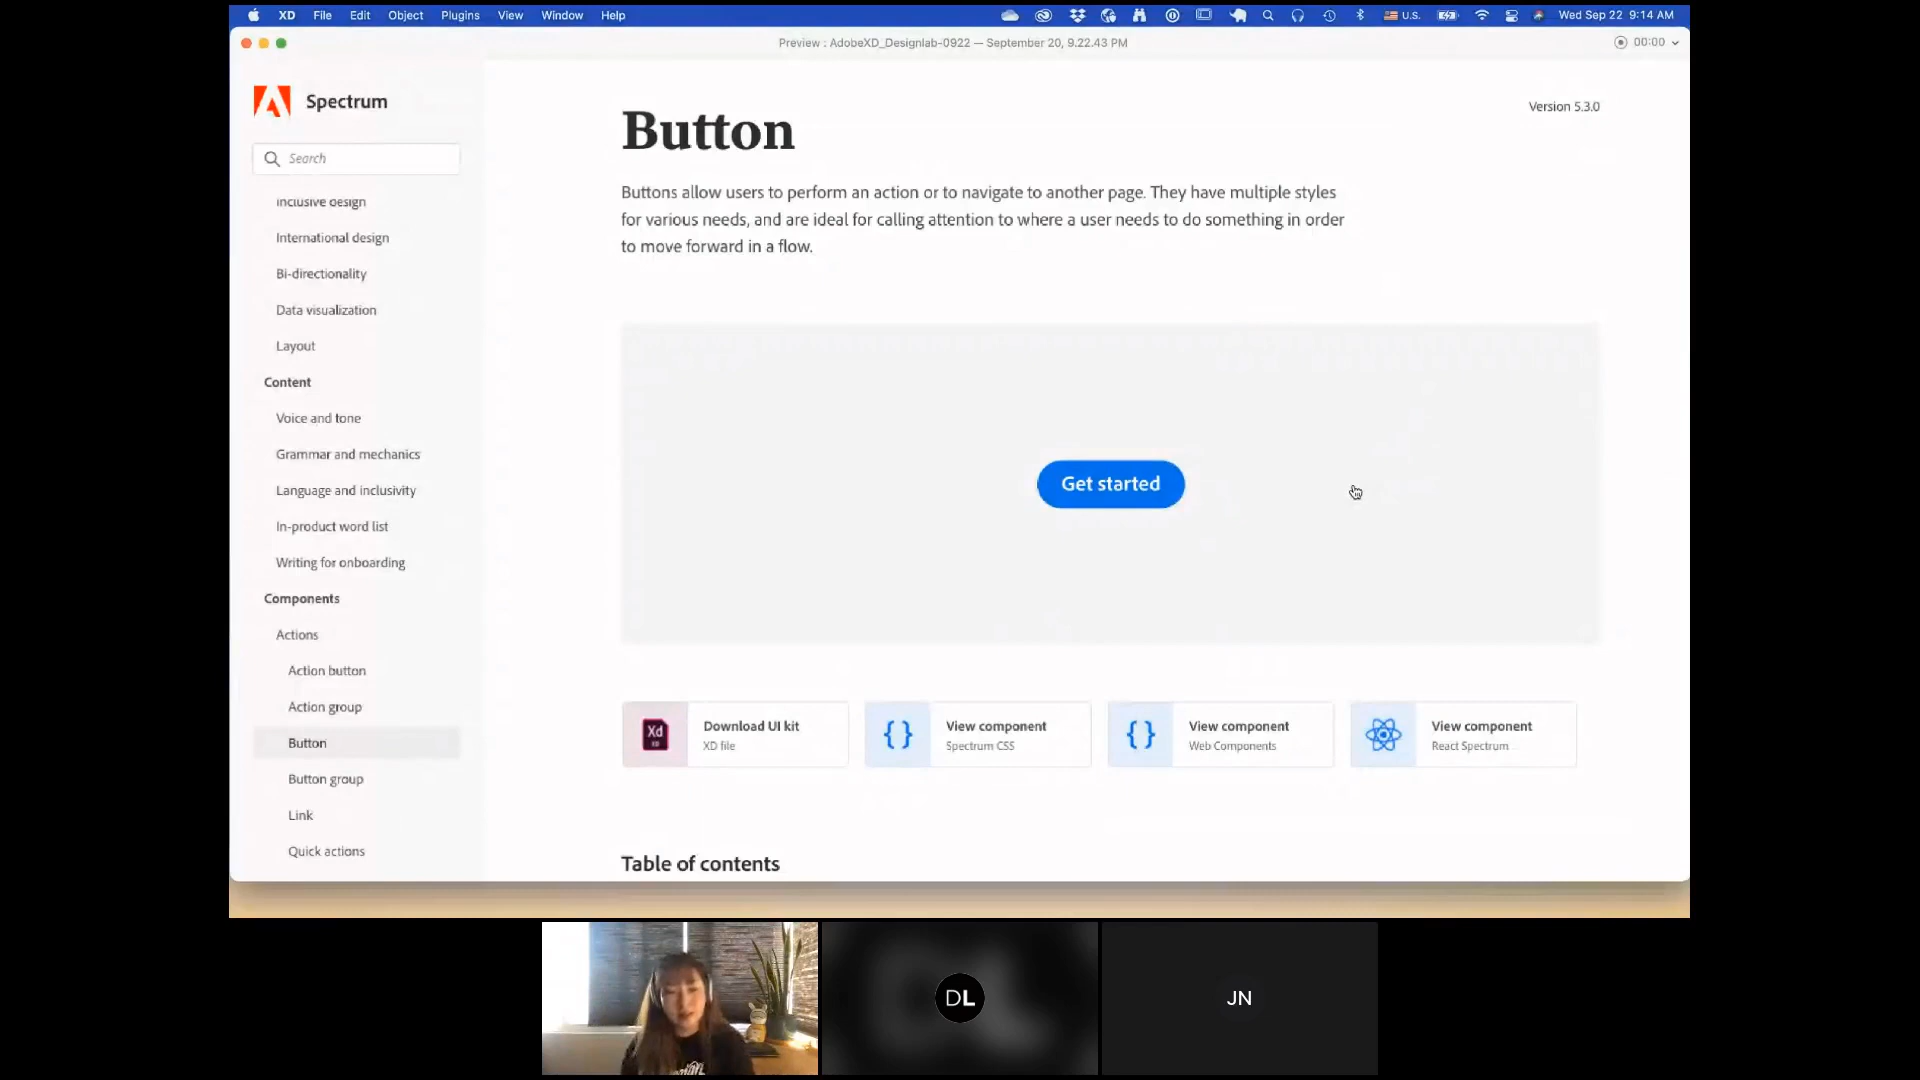 XD File Edit Object Plugins View Window Help U.S. Wed Sep 22 9:14 AM
Preview : AdobeXD_Designlab-0922 — September 20, 9.22.43 PM
00:00
Spectrum
Search
Inclusive design
International design
Bi-directionality
Data visualization
Layout
Content
Voice and tone
Grammar and mechanics
Language and inclusivity
In-product word list
Writing for onboarding
Components
Actions
Action button
Action group
Button
Button group
Link
Quick actions
Button
Version 5.3.0
Buttons allow users to perform an action or to navigate to another page. They have multiple styles
for various needs, and are ideal for calling attention to where a user needs to do something in order
to move forward in a flow.
Get started
Xd
Download UI kit
XD file
{}
View component
Spectrum CSS
{}
View component
Web Components
View component
React Spectrum
Table of contents
DL
JN